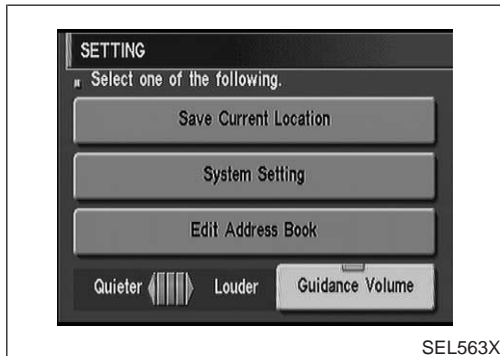 SETTING
Select one of the following.
Save Current Location
System Setting
Edit Address Book
Quieter Louder Guidance Volume
SEL563X